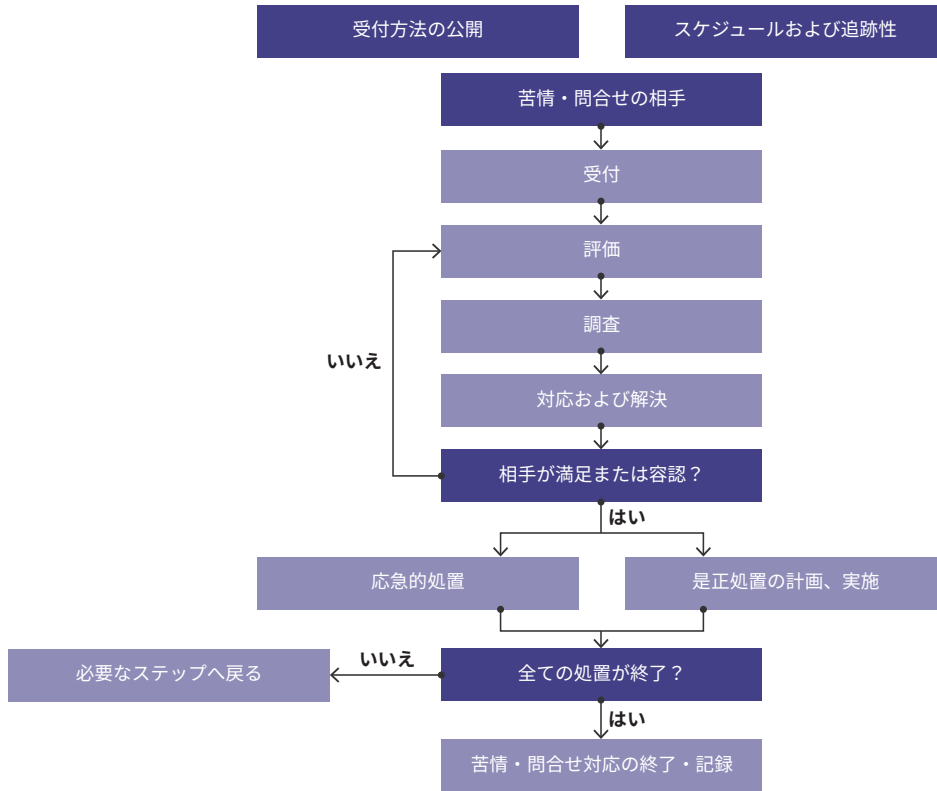 受付方法の公開
スケジュールおよび追跡性
苦情・問合せの相手
受付
評価
調査
いいえ
対応および解決
相手が満足または容認？
はい
応急的処置
是正処置の計画、実施
いいえ
必要なステップへ戻る
全ての処置が終了？
はい
苦情・問合せ対応の終了・記録